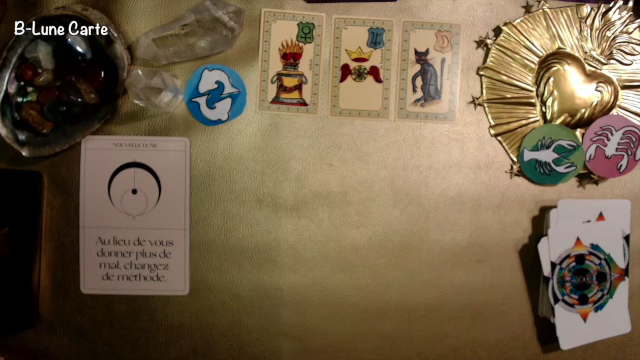 B-Lune Carte
NOUVELLE LUNE
Au lieu de vous
donner plus de
mal, changez
de méthode.